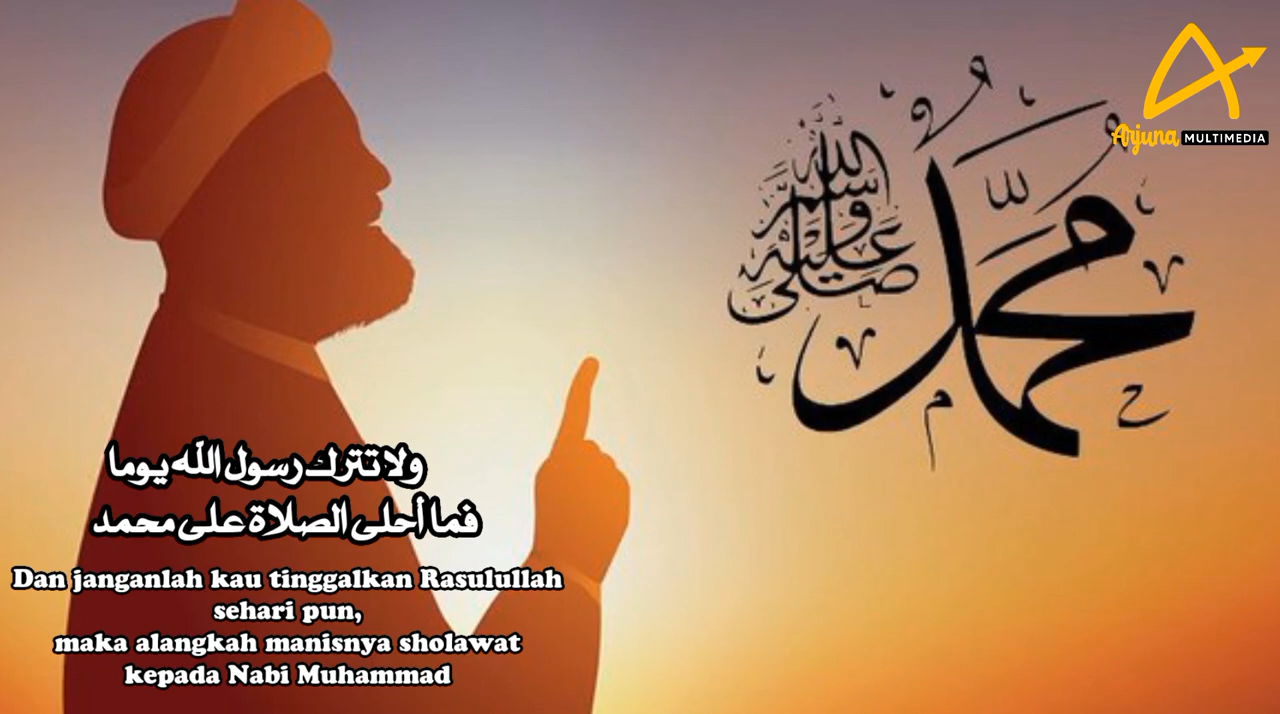 Arjuna MULTIMEDIA
محمد
صلى الله عليه وسلم
ولا تترك رسول الله يوما
فما أحلى الصلاة على محمد
Dan janganlah kau tinggalkan Rasulullah
sehari pun,
maka alangkah manisnya sholawat
kepada Nabi Muhammad